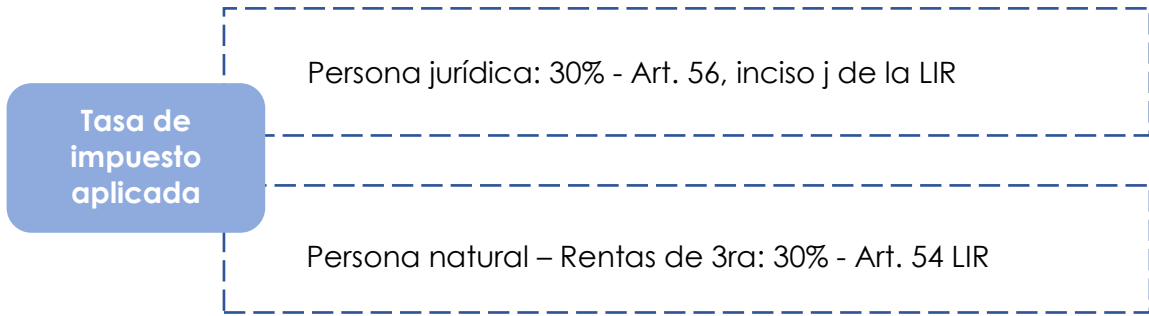 Persona jurídica: 30% - Art. 56, inciso j de la LIR
Tasa de
impuesto
aplicada
Persona natural – Rentas de 3ra: 30% - Art. 54 LIR